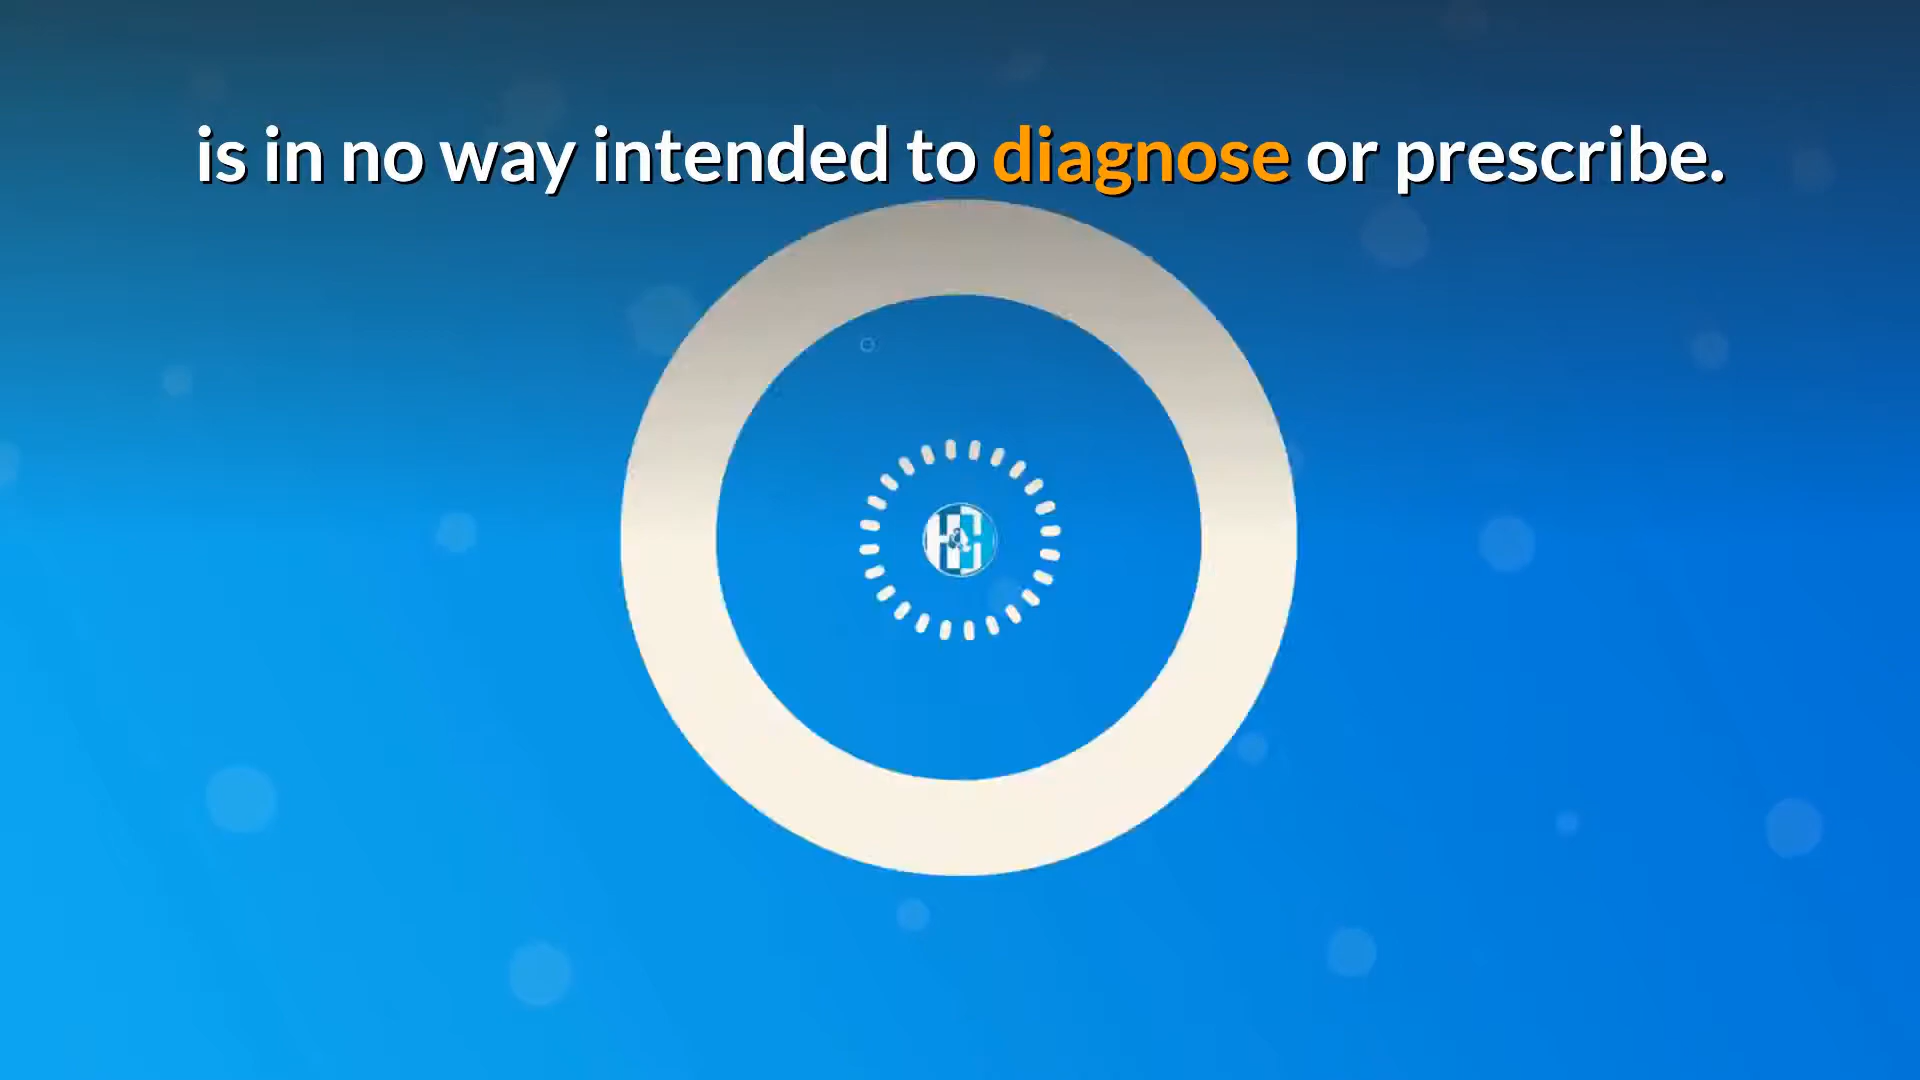 is in no way intended to diagnose or prescribe.